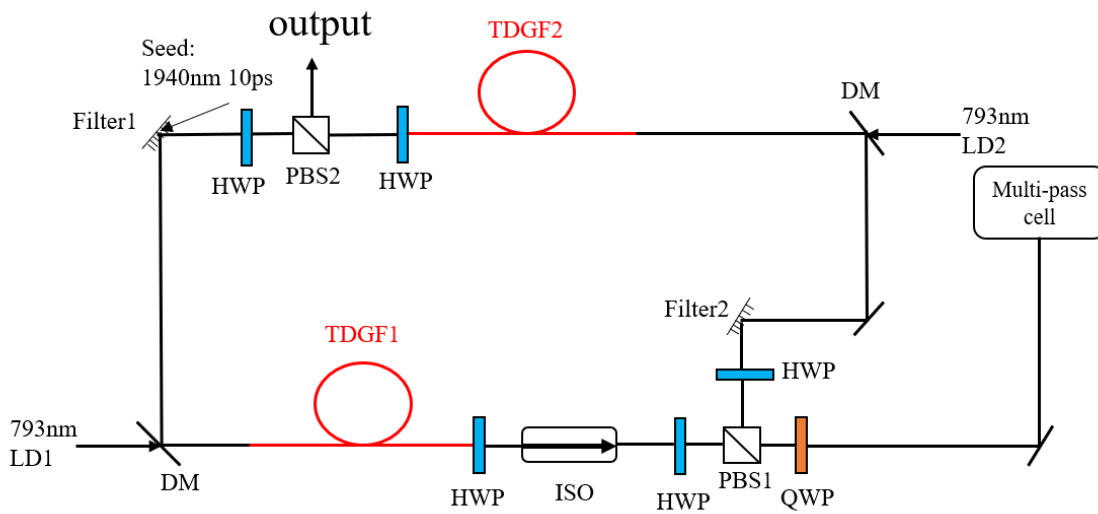 output
Seed:
1940nm 10ps
TDGF2
DM
Filter1
793nm
LD2
HWP
PBS2
HWP
Multi-pass
cell
Filter2
TDGF1
HWP
793nm
LD1
DM
HWP
ISO
HWP
PBS1
QWP